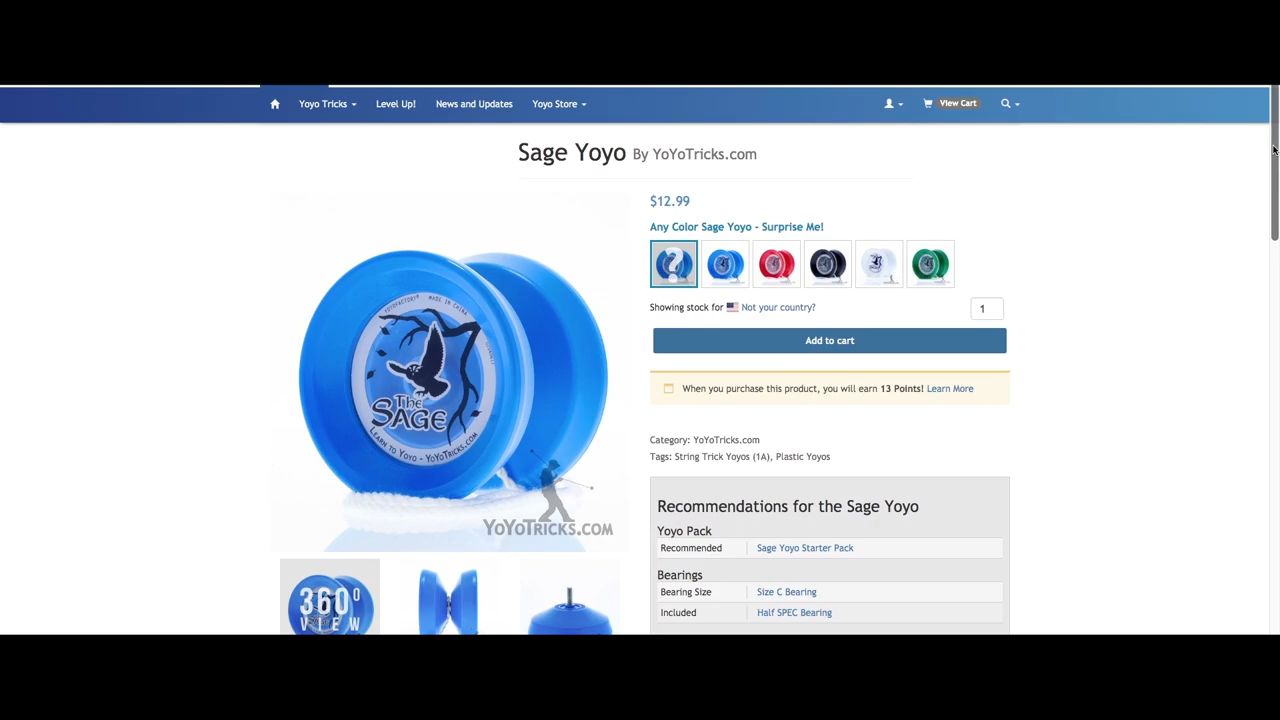 Yoyo Tricks
Level Up!
News and Updates
Yoyo Store
View Cart
Sage Yoyo By YoYoTricks.com
$12.99
Any Color Sage Yoyo - Surprise Me!
?
Showing stock for Not your country?
1
Add to cart
When you purchase this product, you will earn 13 Points! Learn More
Category: YoYoTricks.com
Tags: String Trick Yoyos (1A), Plastic Yoyos
Recommendations for the Sage Yoyo
Yoyo Pack
Recommended Sage Yoyo Starter Pack
Bearings
Bearing Size Size C Bearing
Included Half SPEC Bearing
YOYOFACTORY® MADE IN CHINA
The
SAGE
LEARN TO YOYO - YOYOTRICKS.COM
YOYOTRICKS.COM
360°
VIEW